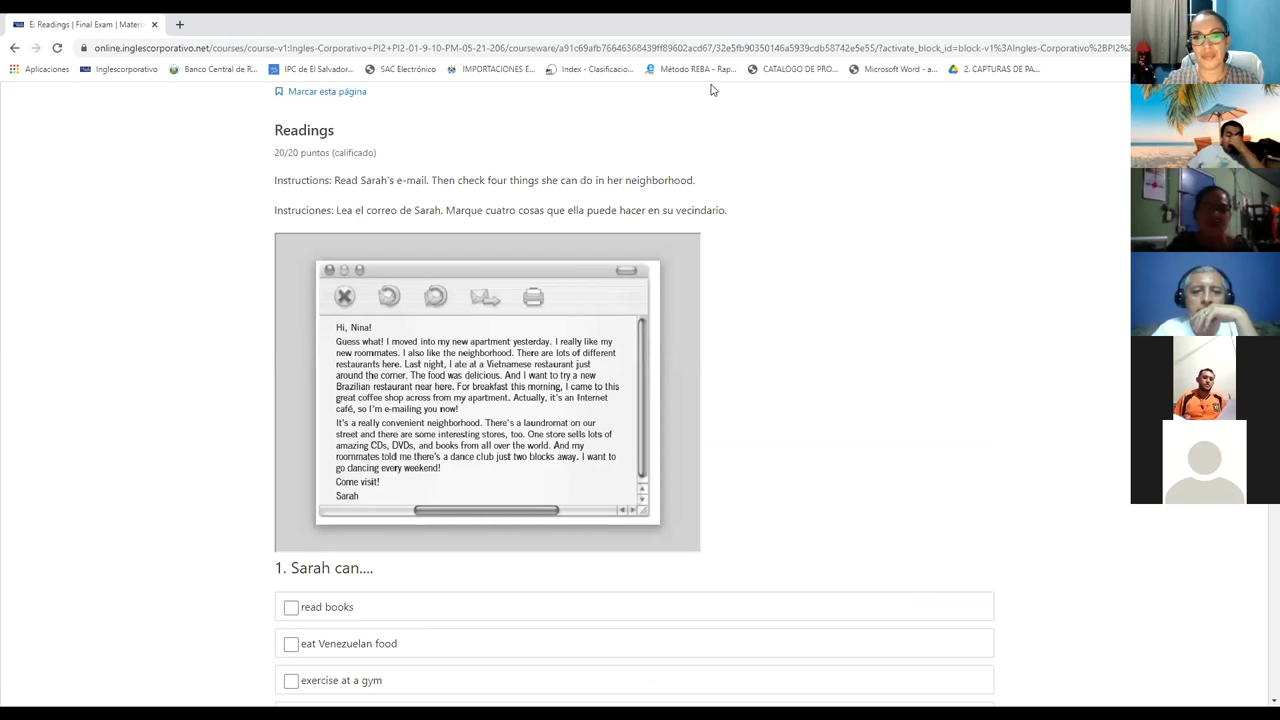 E: Readings | Final Exam | Materi
online.inglescorporativo.net/courses/course-v1:Ingles-Corporativo+PI2+PI2-01-9-10-PM-05-21-
Aplicaciones
Inglescorporativo
Banco Central de R...
IPC de El Salvador...
SAC Electrónico
IMPORTACIONES E...
Index - Clasificacio...
Método REBA - Rap...
CATALOGO DE PRO...
Microsoft Word - a...
2. CAPTURAS DE PA...
Marcar esta página
Readings
20/20 puntos (calificado)
Instructions: Read Sarah's e-mail. Then check four things she can do in her neighborhood.
Instruciones: Lea el correo de Sarah. Marque cuatro cosas que ella puede hacer en su vecindario.
Hi, Nina!
Guess what! I moved into my new apartment yesterday. I really like my
new roommates. I also like the neighborhood. There are lots of different
restaurants here. Last night, I ate at a Vietnamese restaurant just
around the corner. The food was delicious. And I want to try a new
Brazilian restaurant near here. For breakfast this morning, I came to this
great coffee shop across from my apartment. Actually, it's an Internet
café, so I'm e-mailing you now!
It's a really convenient neighborhood. There's a laundromat on our
street and there are some interesting stores, too. One store sells lots of
amazing CDs, DVDs, and books from all over the world. And my
roommates told me there's a dance club just two blocks away. I want to
go dancing every weekend!
Come visit!
Sarah
1. Sarah can....
read books
eat Venezuelan food
exercise at a gym